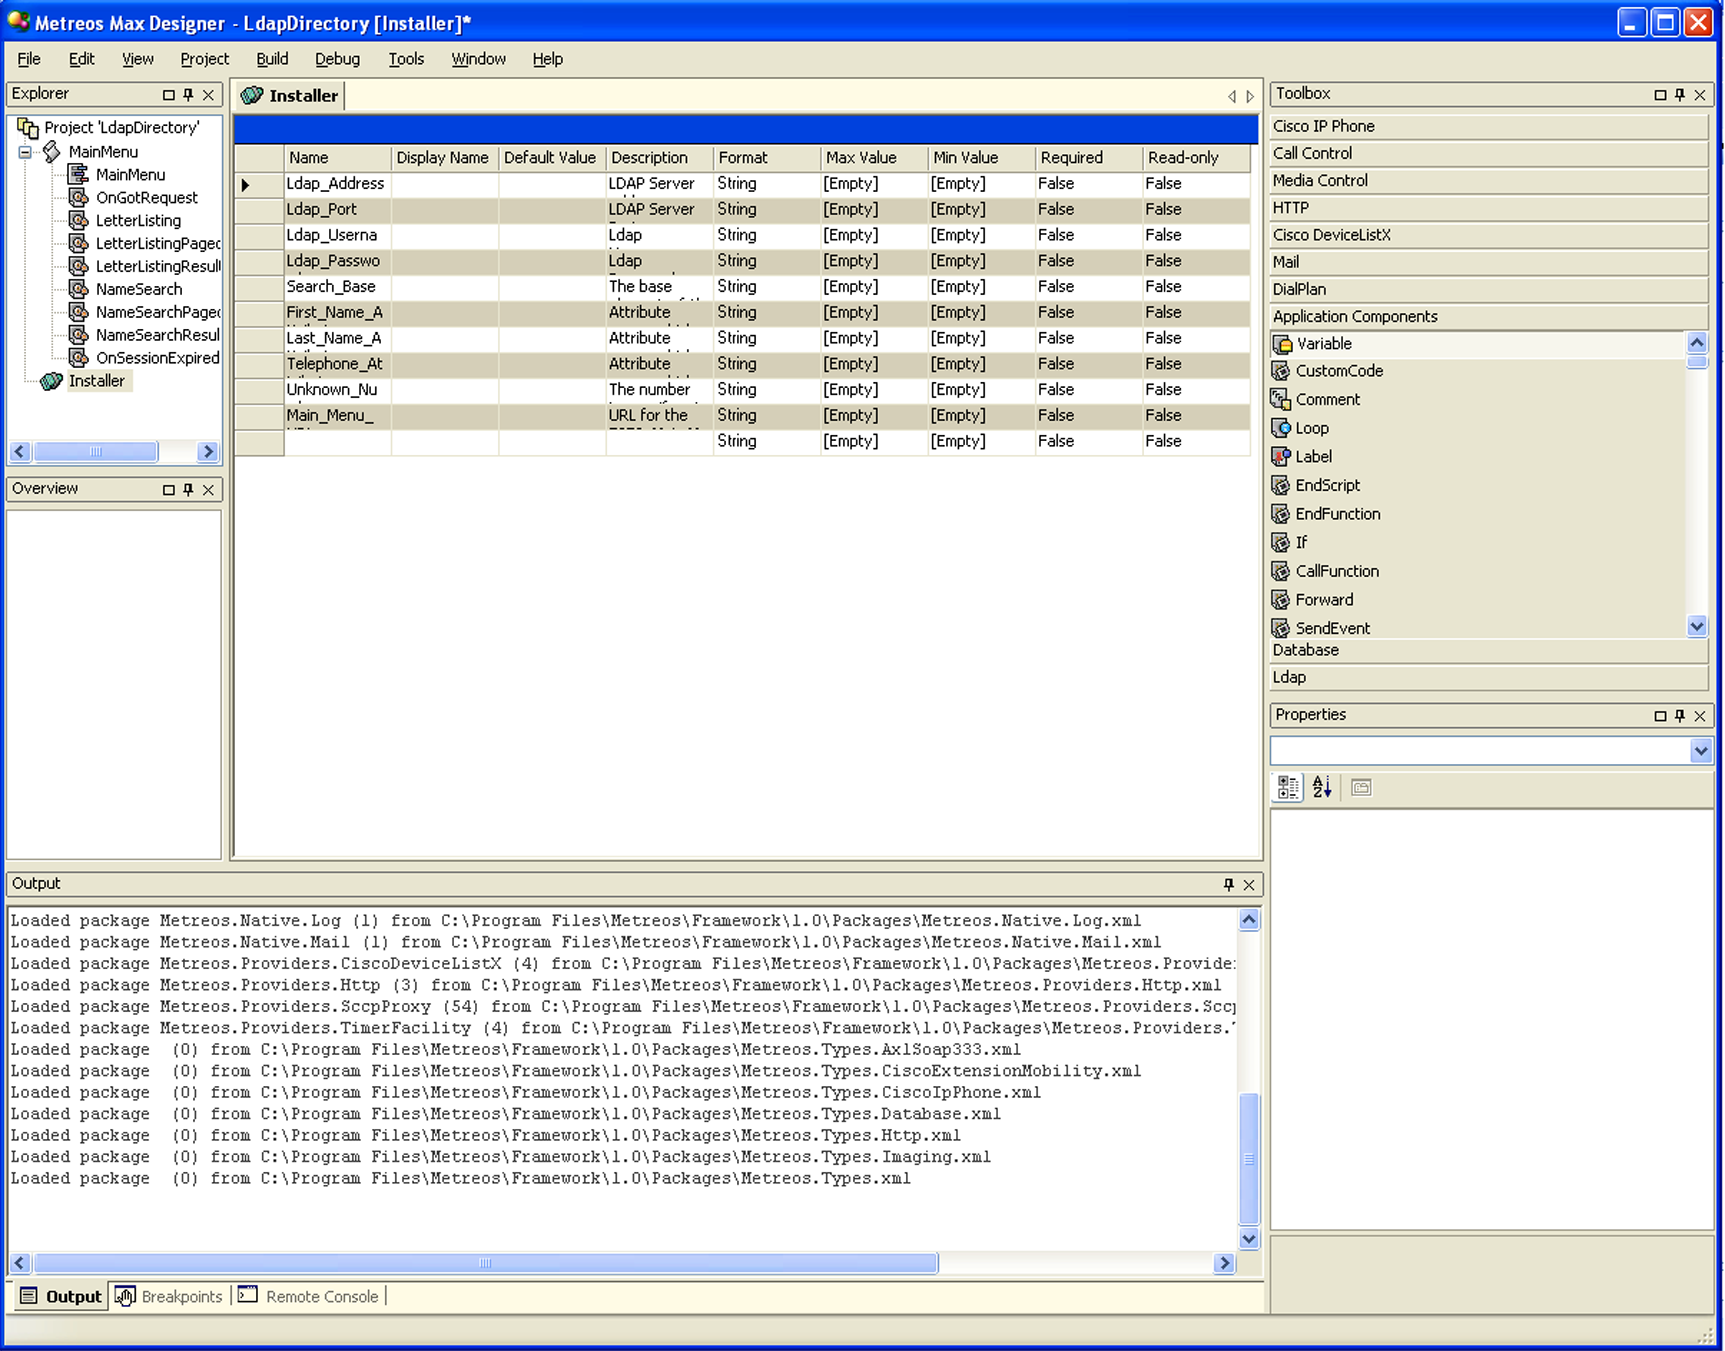 Metreos Max Designer - LdapDirectory [Installer]*
File Edit View Project Build Debug Tools Window Help
Explorer
Project 'LdapDirectory'
MainMenu
MainMenu
OnGotRequest
LetterListing
LetterListingPaged
LetterListingResul
NameSearch
NameSearchPaged
NameSearchResul
OnSessionExpired
Installer
Overview
Installer
Name Display Name Default Value Description Format Max Value Min Value Required Read-only
Ldap_Address LDAP Server String [Empty] [Empty] False False
Ldap_Port LDAP Server String [Empty] [Empty] False False
Ldap_Userna Ldap String [Empty] [Empty] False False
Ldap_Passwo Ldap String [Empty] [Empty] False False
Search_Base The base String [Empty] [Empty] False False
First_Name_A Attribute String [Empty] [Empty] False False
Last_Name_A Attribute String [Empty] [Empty] False False
Telephone_At Attribute String [Empty] [Empty] False False
Unknown_Nu The number String [Empty] [Empty] False False
Main_Menu_ URL for the String [Empty] [Empty] False False
String [Empty] [Empty] False False
Toolbox
Cisco IP Phone
Call Control
Media Control
HTTP
Cisco DeviceListX
Mail
DialPlan
Application Components
Variable
CustomCode
Comment
Loop
Label
EndScript
EndFunction
If
CallFunction
Forward
SendEvent
Database
Ldap
Properties
Output
Loaded package Metreos.Native.Log (1) from C:\Program Files\Metreos\Framework\1.0\Packages\Metreos.Native.Log.xml
Loaded package Metreos.Native.Mail (1) from C:\Program Files\Metreos\Framework\1.0\Packages\Metreos.Native.Mail.xml
Loaded package Metreos.Providers.CiscoDeviceListX (4) from C:\Program Files\Metreos\Framework\1.0\Packages\Metreos.Provide
Loaded package Metreos.Providers.Http (3) from C:\Program Files\Metreos\Framework\1.0\Packages\Metreos.Providers.Http.xml
Loaded package Metreos.Providers.SccpProxy (54) from C:\Program Files\Metreos\Framework\1.0\Packages\Metreos.Providers.Sccp
Loaded package Metreos.Providers.TimerFacility (4) from C:\Program Files\Metreos\Framework\1.0\Packages\Metreos.Providers.
Loaded package (0) from C:\Program Files\Metreos\Framework\1.0\Packages\Metreos.Types.AxlSoap333.xml
Loaded package (0) from C:\Program Files\Metreos\Framework\1.0\Packages\Metreos.Types.CiscoExtensionMobility.xml
Loaded package (0) from C:\Program Files\Metreos\Framework\1.0\Packages\Metreos.Types.CiscoIpPhone.xml
Loaded package (0) from C:\Program Files\Metreos\Framework\1.0\Packages\Metreos.Types.Database.xml
Loaded package (0) from C:\Program Files\Metreos\Framework\1.0\Packages\Metreos.Types.Http.xml
Loaded package (0) from C:\Program Files\Metreos\Framework\1.0\Packages\Metreos.Types.Imaging.xml
Loaded package (0) from C:\Program Files\Metreos\Framework\1.0\Packages\Metreos.Types.xml
Output Breakpoints Remote Console